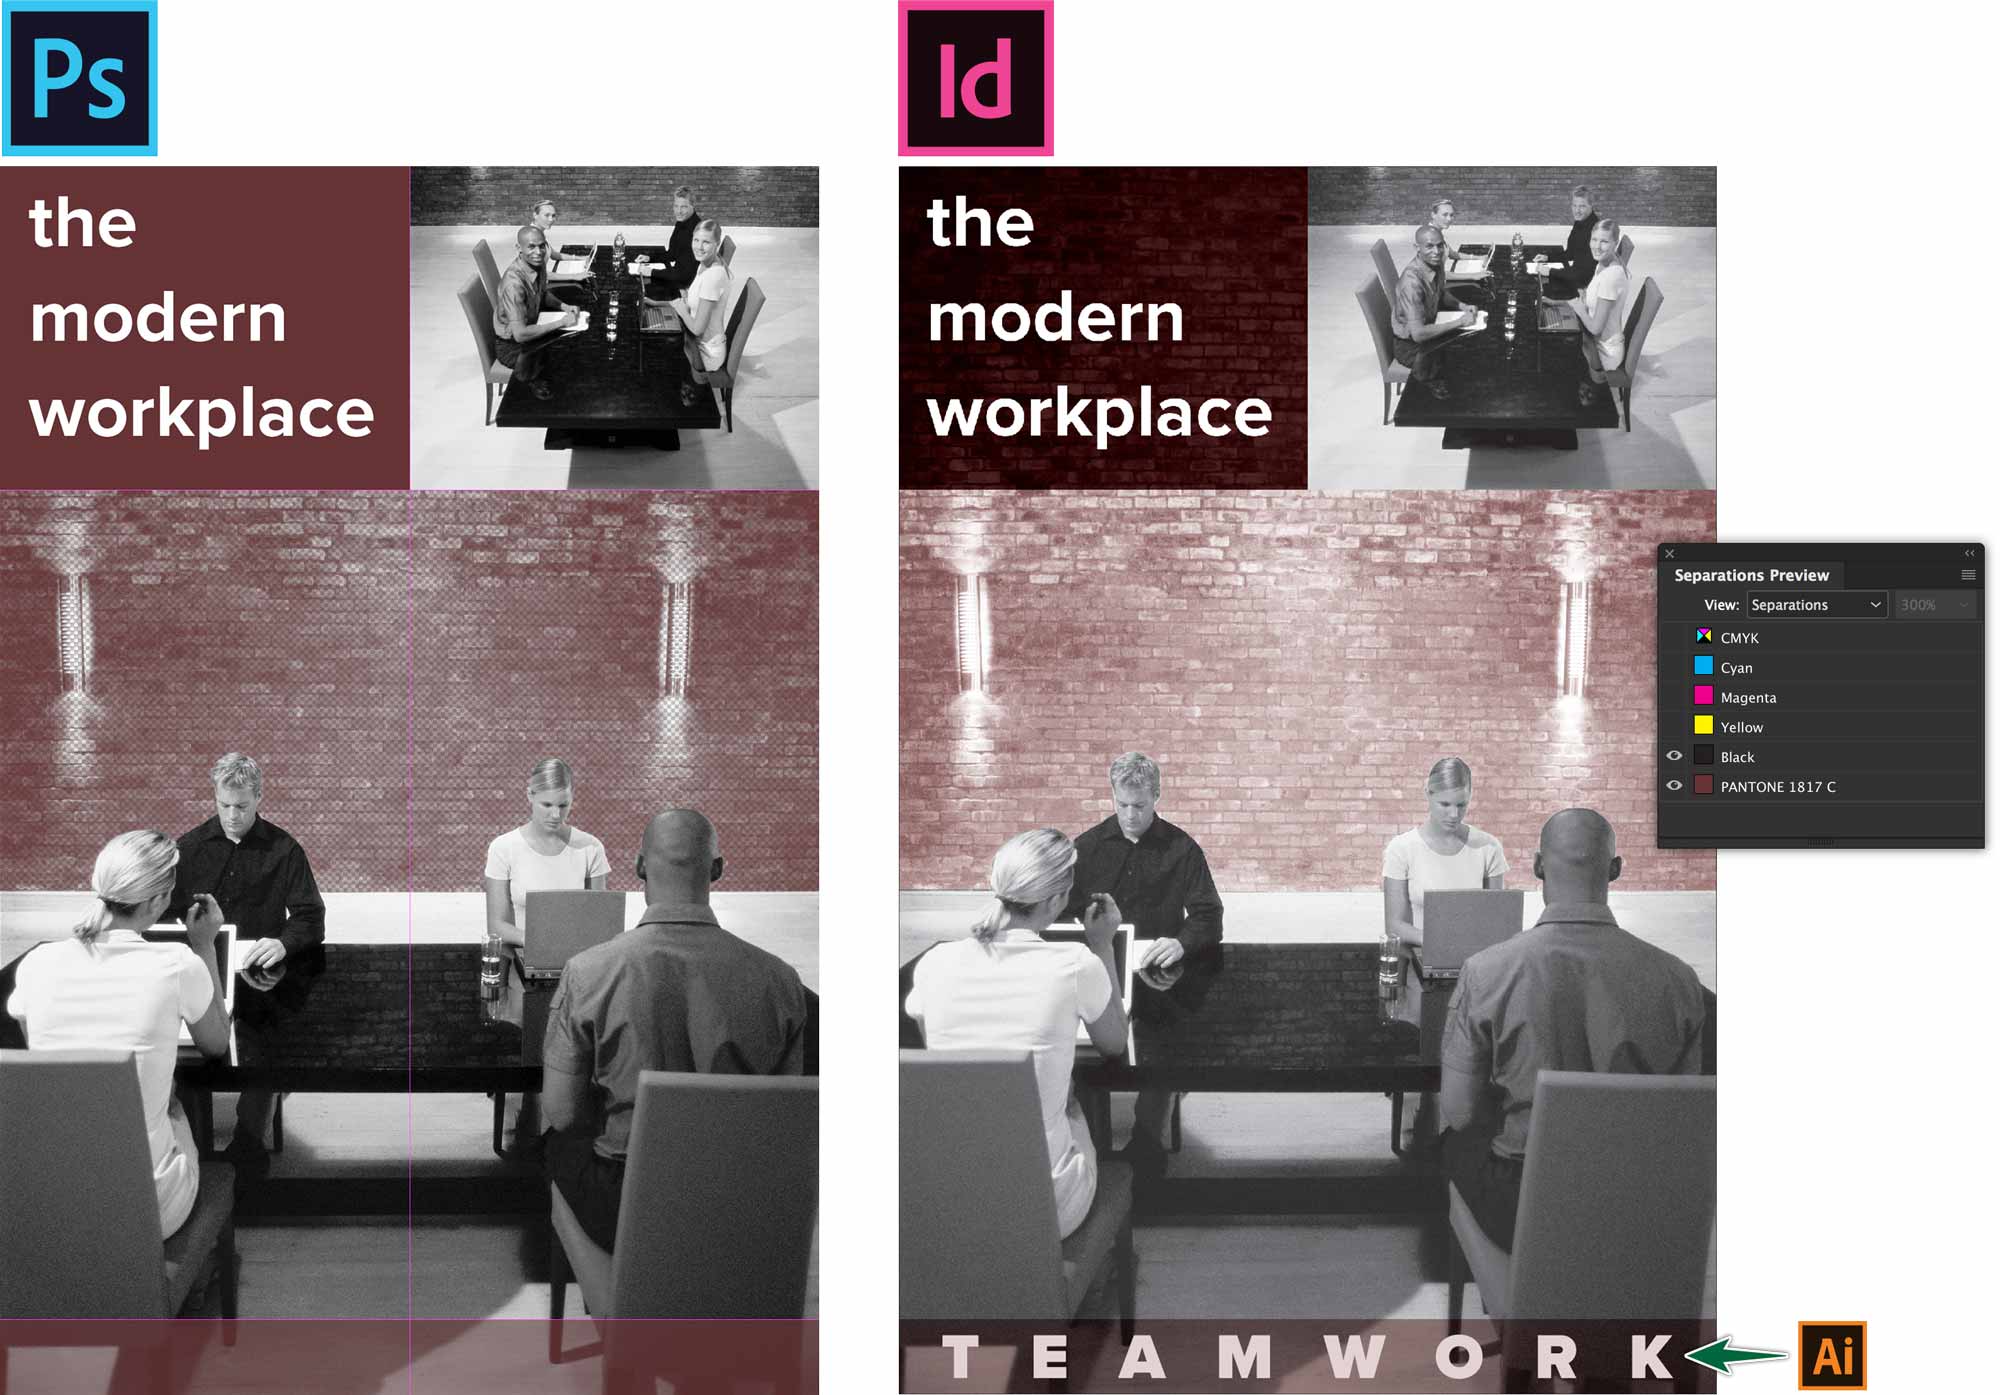 Ps
the
modern
workplace
Id
the
modern
workplace
Separations Preview
View: Separations 300%
CMYK
Cyan
Magenta
Yellow
Black
PANTONE 1817 C
TEAMWORK
Ai